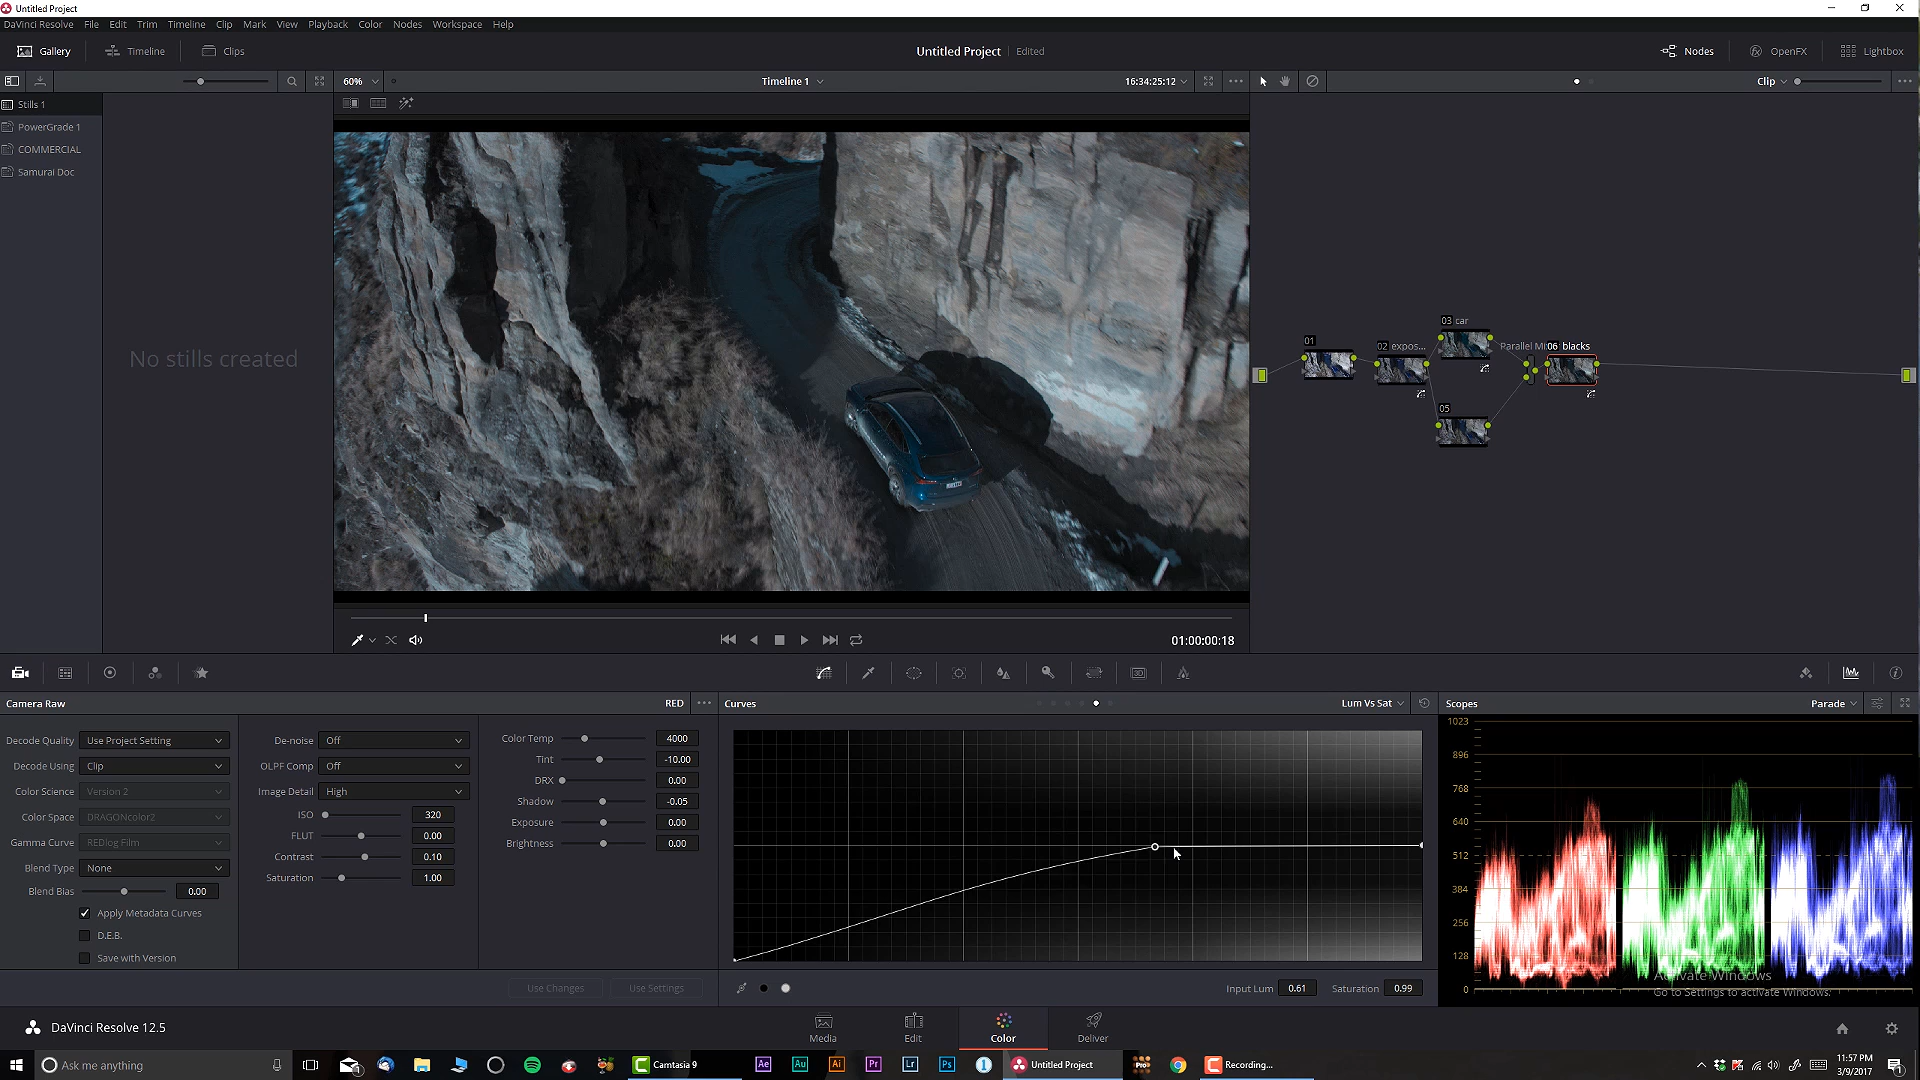 Untitled Project
DaVinci Resolve File Edit Trim Timeline Clip Mark View Playback Color Nodes Workspace Help
Gallery Timeline Clips Untitled Project Edited Nodes OpenFX Lightbox
60% Timeline 1 16:34:25:12 Clip
Stills 1
PowerGrade 1
COMMERCIAL
Samurai Doc
No stills created
01 02 expos... 03 car Parallel Mi 06 blacks
05
01:00:00:18
Camera Raw RED Curves Lum Vs Sat Scopes Parade
Decode Quality Use Project Setting
Decode Using Clip
Color Science Version 2
Color Space DRAGONcolor2
Gamma Curve REDlog Film
Blend Type None
Blend Bias 0.00
Apply Metadata Curves
D.E.B.
Save with Version
De-noise Off
OLPF Comp Off
Image Detail High
ISO 320
FLUT 0.00
Contrast 0.10
Saturation 1.00
Color Temp 4000
Tint -10.00
DRX 0.00
Shadow -0.05
Exposure 0.00
Brightness 0.00
Use Changes Use Settings
Input Lum 0.61 Saturation 0.99
1023
896
768
640
512
384
256
128
0
Activate Windows
Go to Settings to activate Windows.
DaVinci Resolve 12.5
Media Edit Color Deliver
Ask me anything
Camtasia 9
Ae Au Ai Pr Lr Ps
Untitled Project
Recording...
11:57 PM
3/9/2017